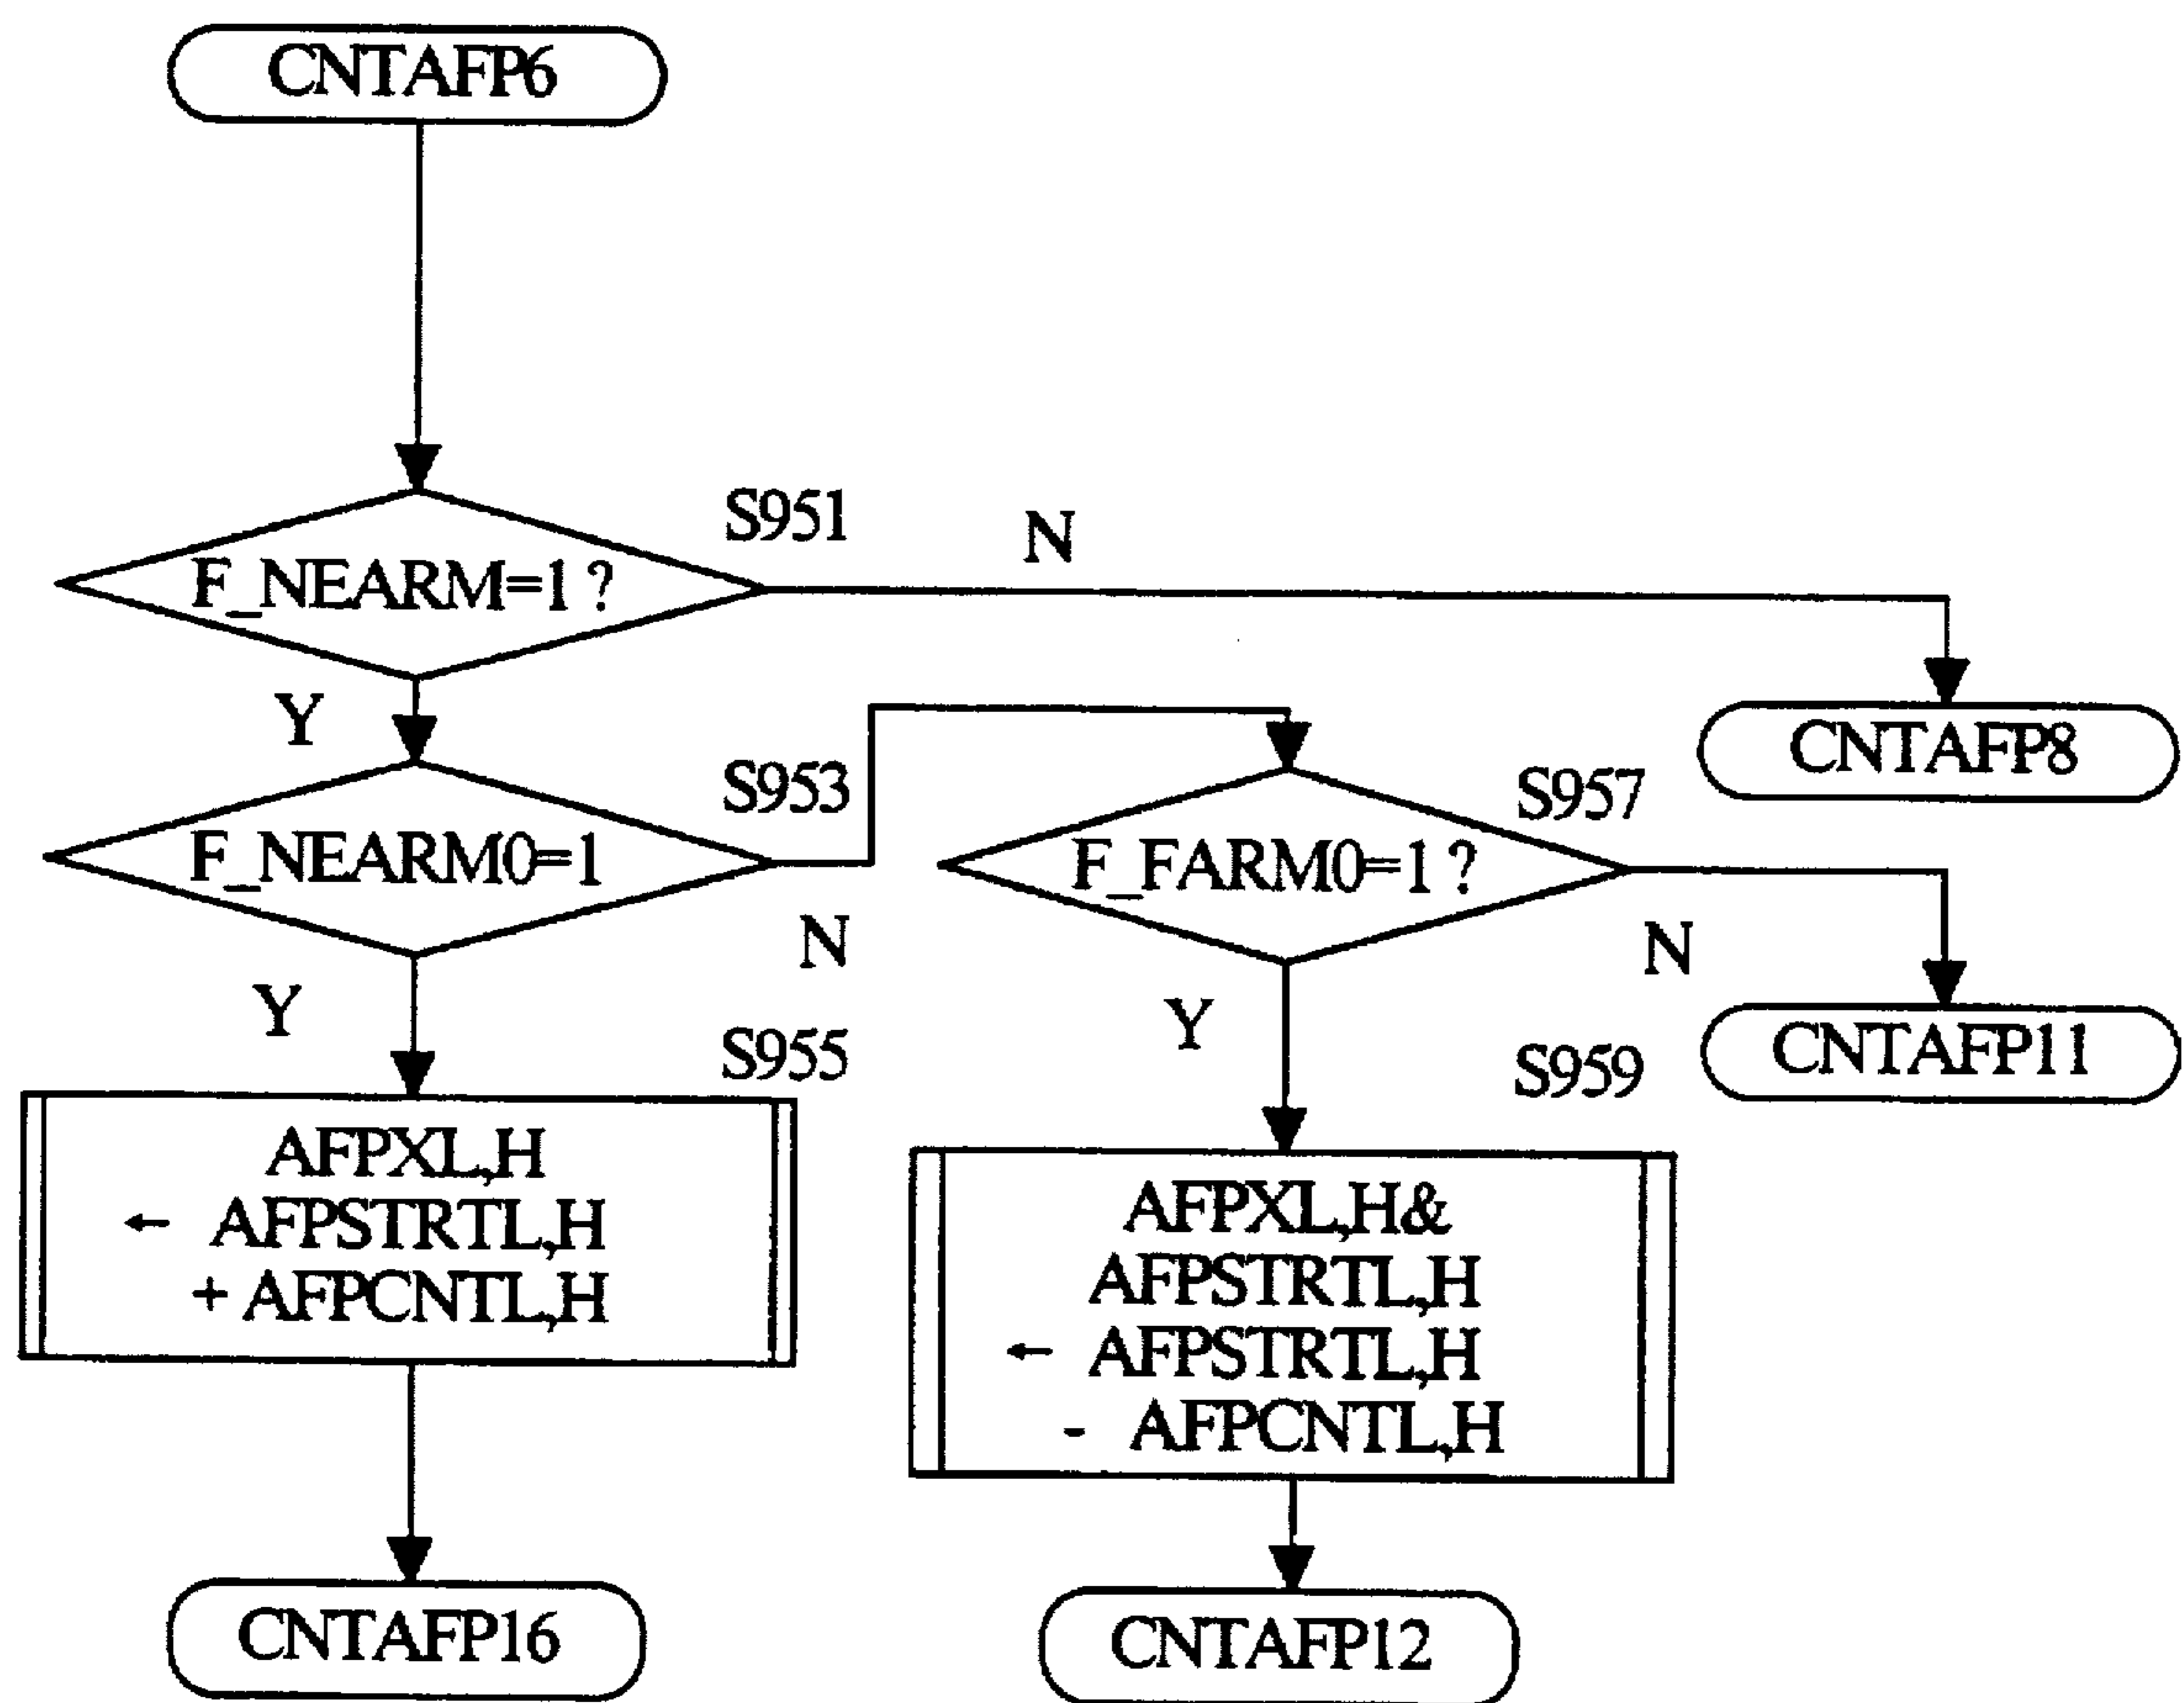 CNTAFP6
S951
N
F_NEARM=1 ?
Y
CNTAFP8
S953
S957
F_NEARM0=1
F_FARM0=1 ?
N
N
Y
Y
CNTAFP11
S955
S959
AFPXL,H
← AFPSTRTL,H
+ AFPCNTL,H
AFPXL,H&
AFPSTRTL,H
← AFPSTRTL,H
- AFPCNTL,H
CNTAFP16
CNTAFP12